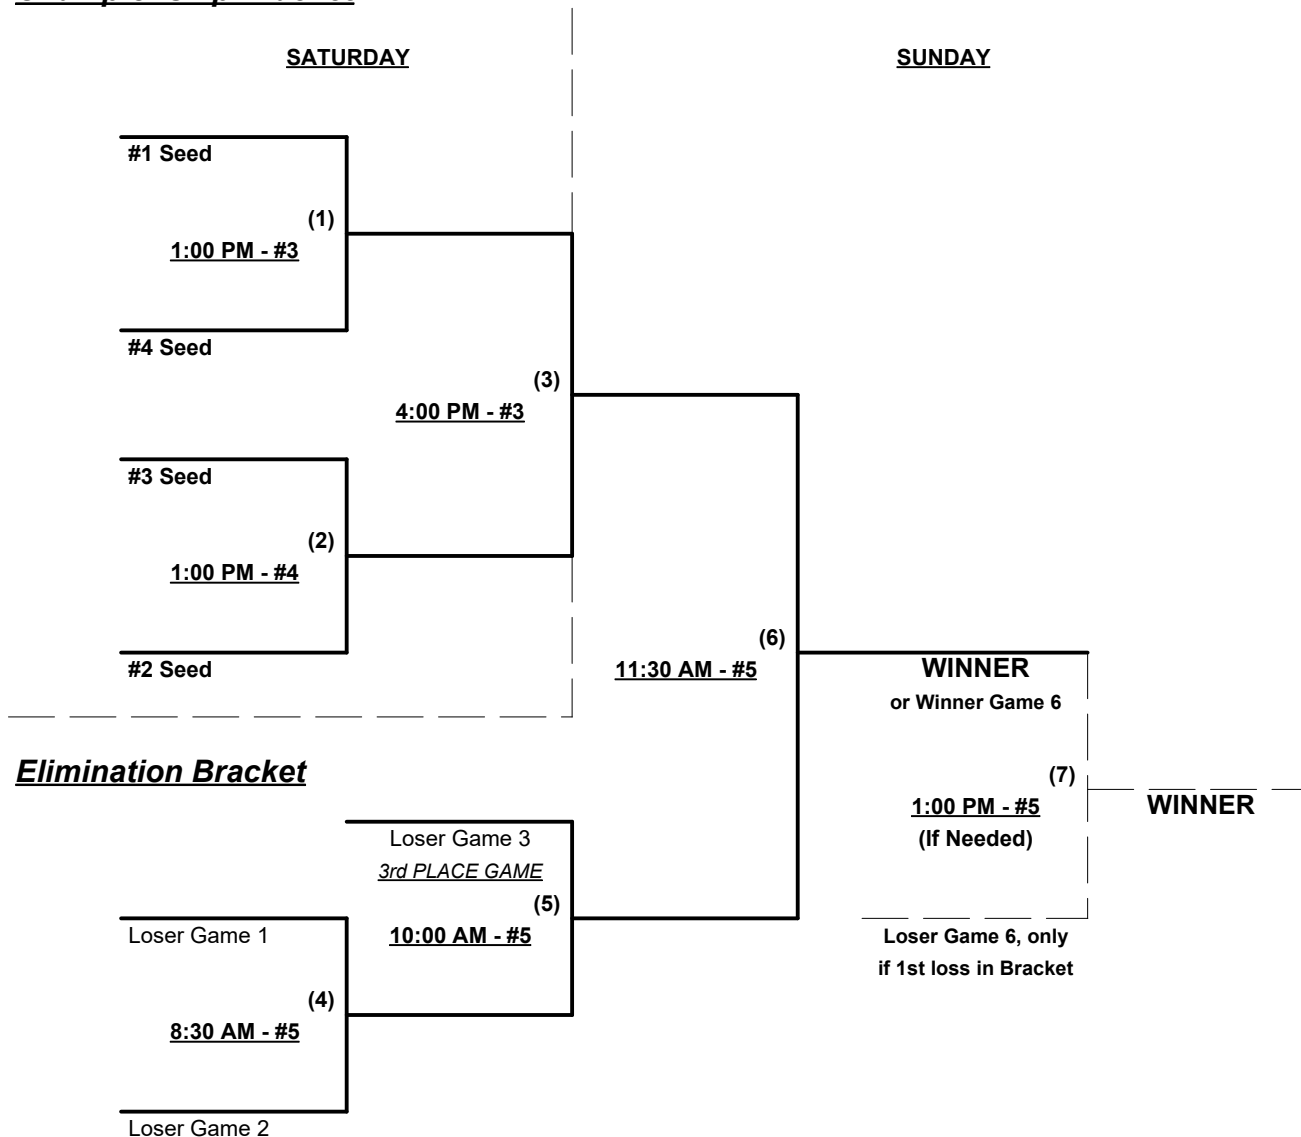 SATURDAY
SUNDAY
#1 Seed
(1)
1:00 PM - #3
#4 Seed
(3)
4:00 PM - #3
#3 Seed
(2)
1:00 PM - #4
#2 Seed
(6)
11:30 AM - #5
WINNER
or Winner Game 6
Elimination Bracket
(7)
1:00 PM - #5
WINNER
(If Needed)
Loser Game 3
3rd PLACE GAME
(5)
10:00 AM - #5
Loser Game 1
Loser Game 6, only
if 1st loss in Bracket
(4)
8:30 AM - #5
Loser Game 2